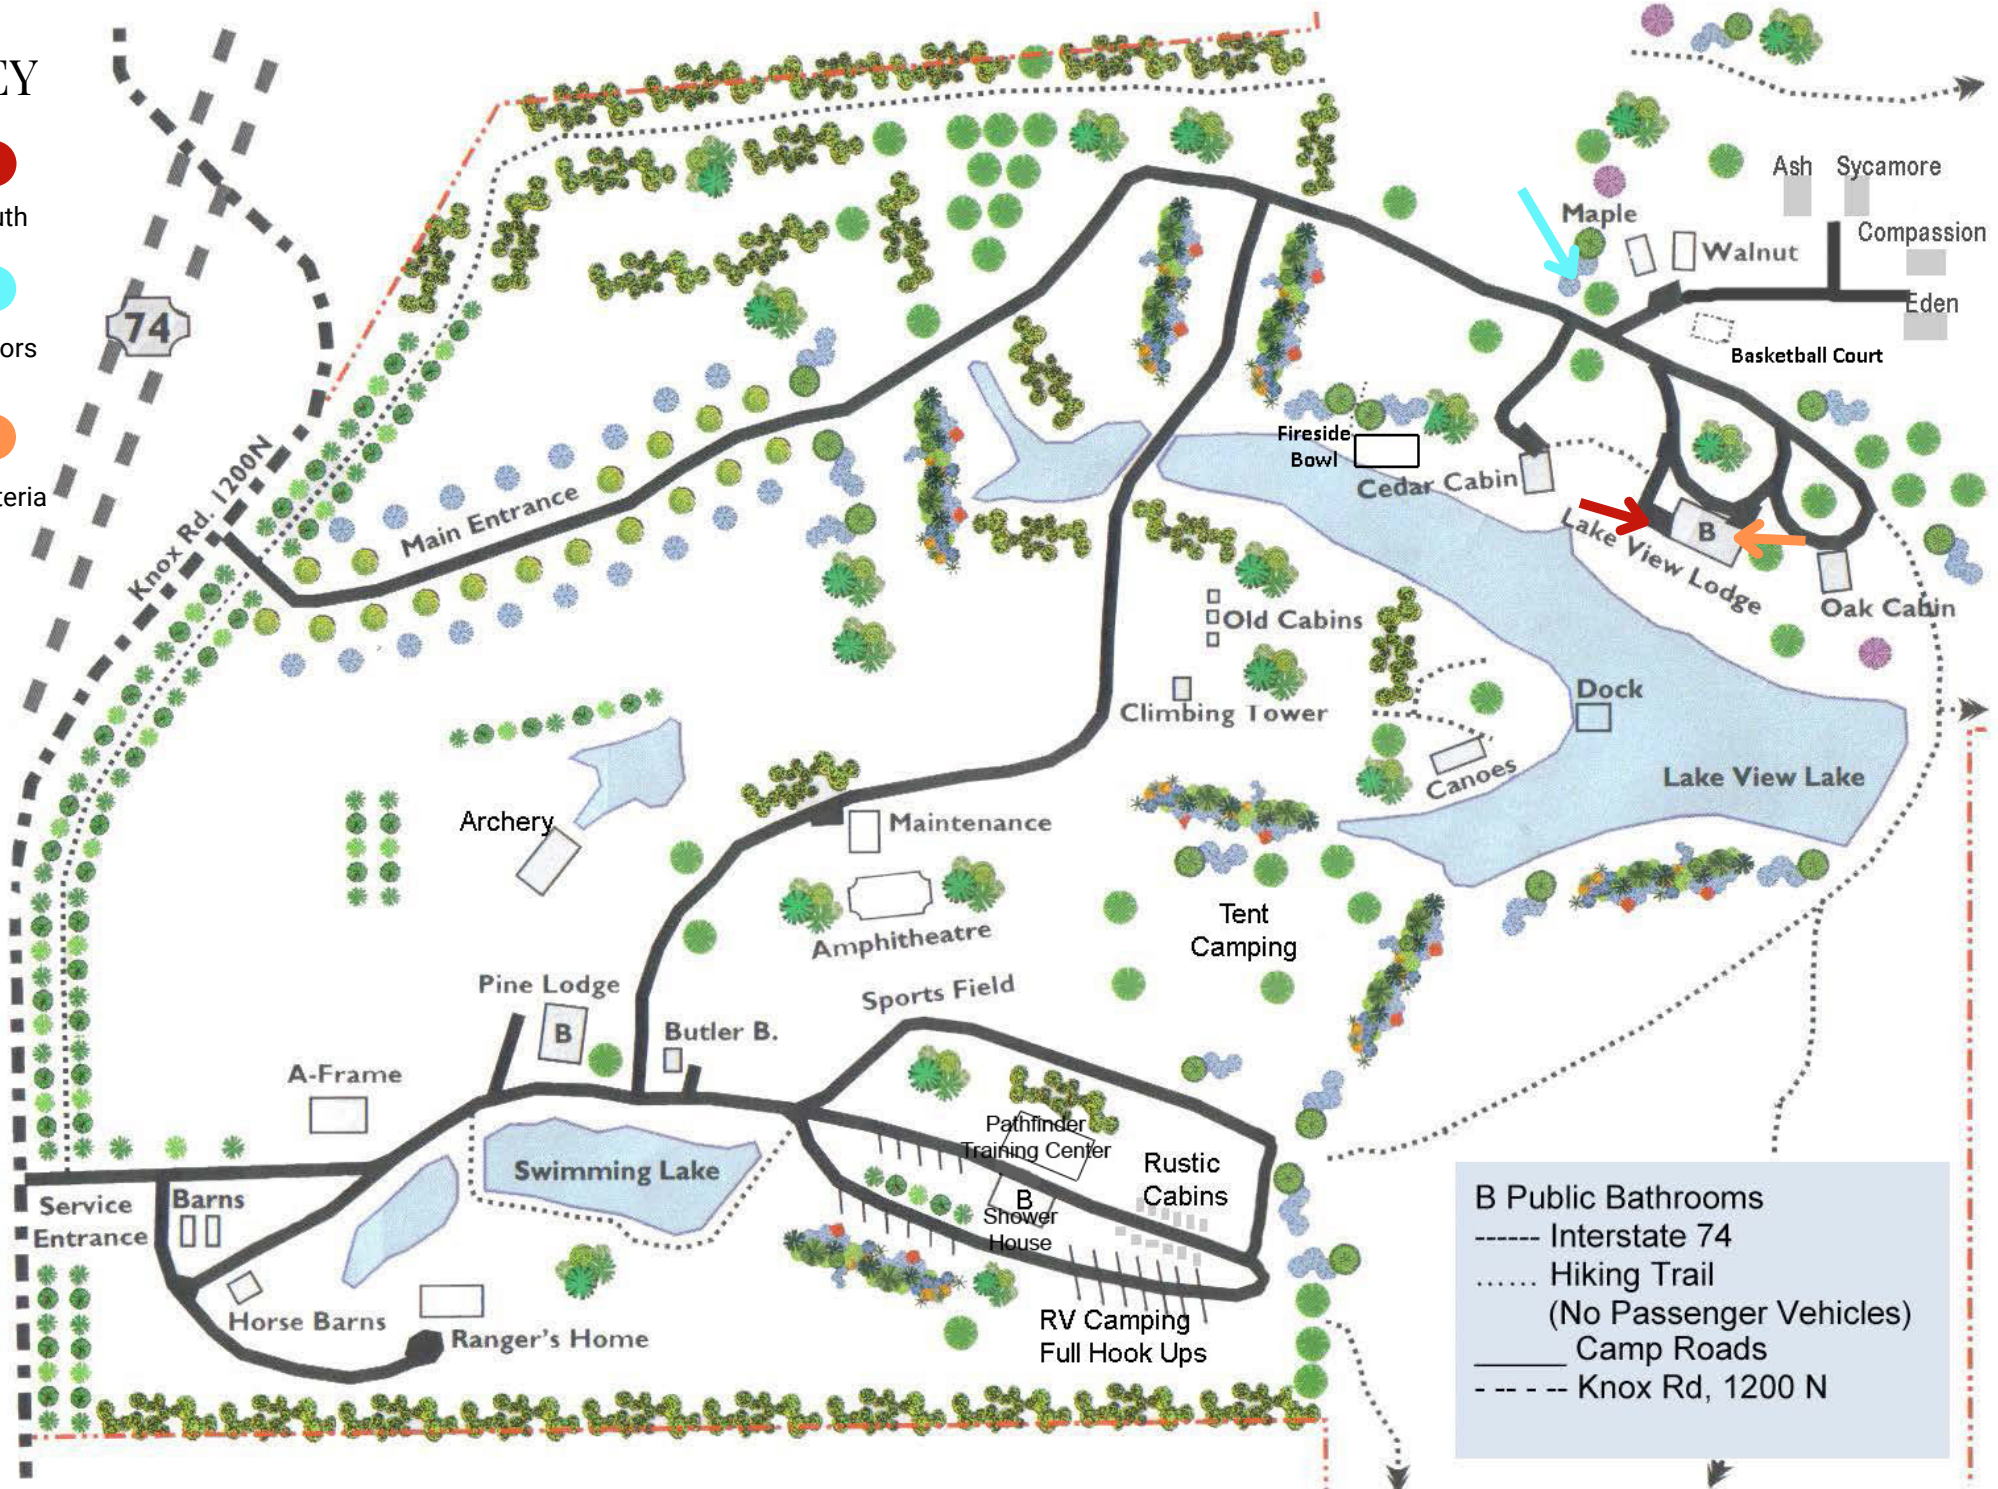 EY
uth
ors
teria
74
Knox Rd. 1200N
Main Entrance
Ash
Sycamore
Maple
Walnut
Compassion
Eden
Basketball Court
Fireside
Bowl
Cedar Cabin
B
Lake View Lodge
Oak Cabin
Old Cabins
Climbing Tower
Dock
Canoes
Lake View Lake
Archery
Maintenance
Amphitheatre
Tent
Camping
Sports Field
Pine Lodge
B
Butler B.
A-Frame
Pathfinder
Training Center
Rustic
Cabins
B
Shower
House
Swimming Lake
Service
Entrance
Barns
Horse Barns
Ranger's Home
RV Camping
Full Hook Ups
B Public Bathrooms
------ Interstate 74
...... Hiking Trail
(No Passenger Vehicles)
______ Camp Roads
- -- - -- Knox Rd, 1200 N